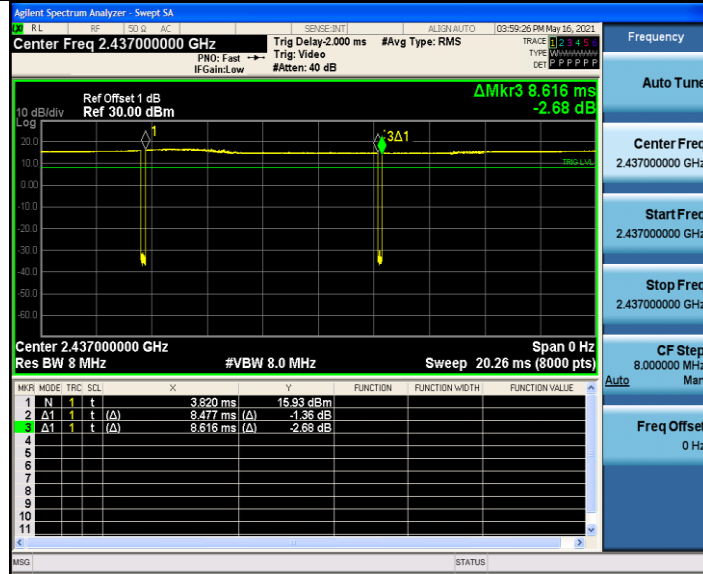 Agilent Spectrum Analyzer - Swept SA
RL RF 50 Ω AC SENSE:INT ALIGN AUTO 03:59:26 PM May 16, 2021
Center Freq 2.437000000 GHz
PNO: Fast
IFGain:Low
Trig Delay-2.000 ms
Trig: Video
#Atten: 40 dB
#Avg Type: RMS
TRACE 1 2 3 4 5 6
TYPE
DET P P P P P P
ΔMkr3 8.616 ms
-2.68 dB
Ref Offset 1 dB
10 dB/div Ref 30.00 dBm
Log
20.0
10.0
0.00
-10.0
-20.0
-30.0
-40.0
-50.0
-60.0
1
3Δ1
TRIG LVL
Center 2.437000000 GHz Span 0 Hz
Res BW 8 MHz #VBW 8.0 MHz Sweep 20.26 ms (8000 pts)
MKR MODE TRC SCL X Y FUNCTION FUNCTION WIDTH FUNCTION VALUE
1 N 1 t 3.820 ms 15.93 dBm
2 Δ1 1 t (Δ) 8.477 ms (Δ) -1.36 dB
3 Δ1 1 t (Δ) 8.616 ms (Δ) -2.68 dB
4
5
6
7
8
9
10
11
MSG STATUS
Frequency
Auto Tune
Center Freq
2.437000000 GHz
Start Freq
2.437000000 GHz
Stop Freq
2.437000000 GHz
CF Step
8.000000 MHz
Auto Man
Freq Offset
0 Hz